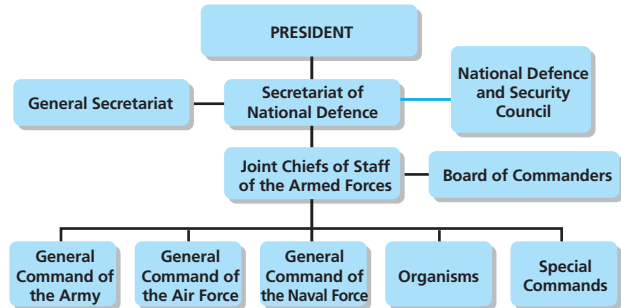 PRESIDENT
General Secretariat
Secretariat of
National Defence
National Defence
and Security
Council
Joint Chiefs of Staff
of the Armed Forces
Board of Commanders
General
Command of
the Army
General
Command of
the Air Force
General
Command of
the Naval Force
Organisms
Special
Commands